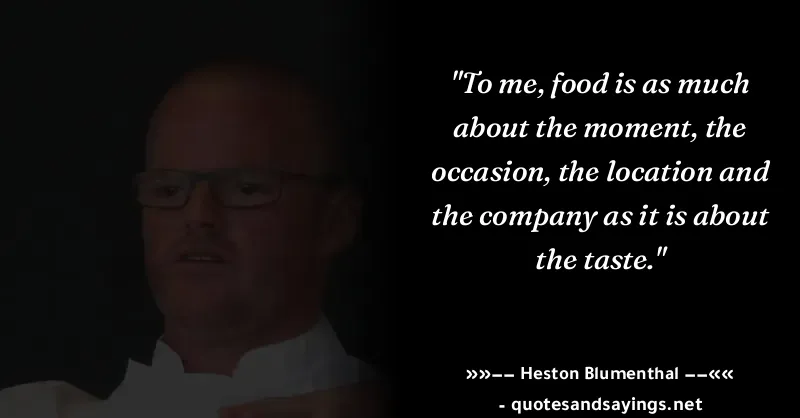 "To me, food is as much
about the moment, the
occasion, the location and
the company as it is about
the taste."
»»–– Heston Blumenthal ––««
- quotesandsayings.net